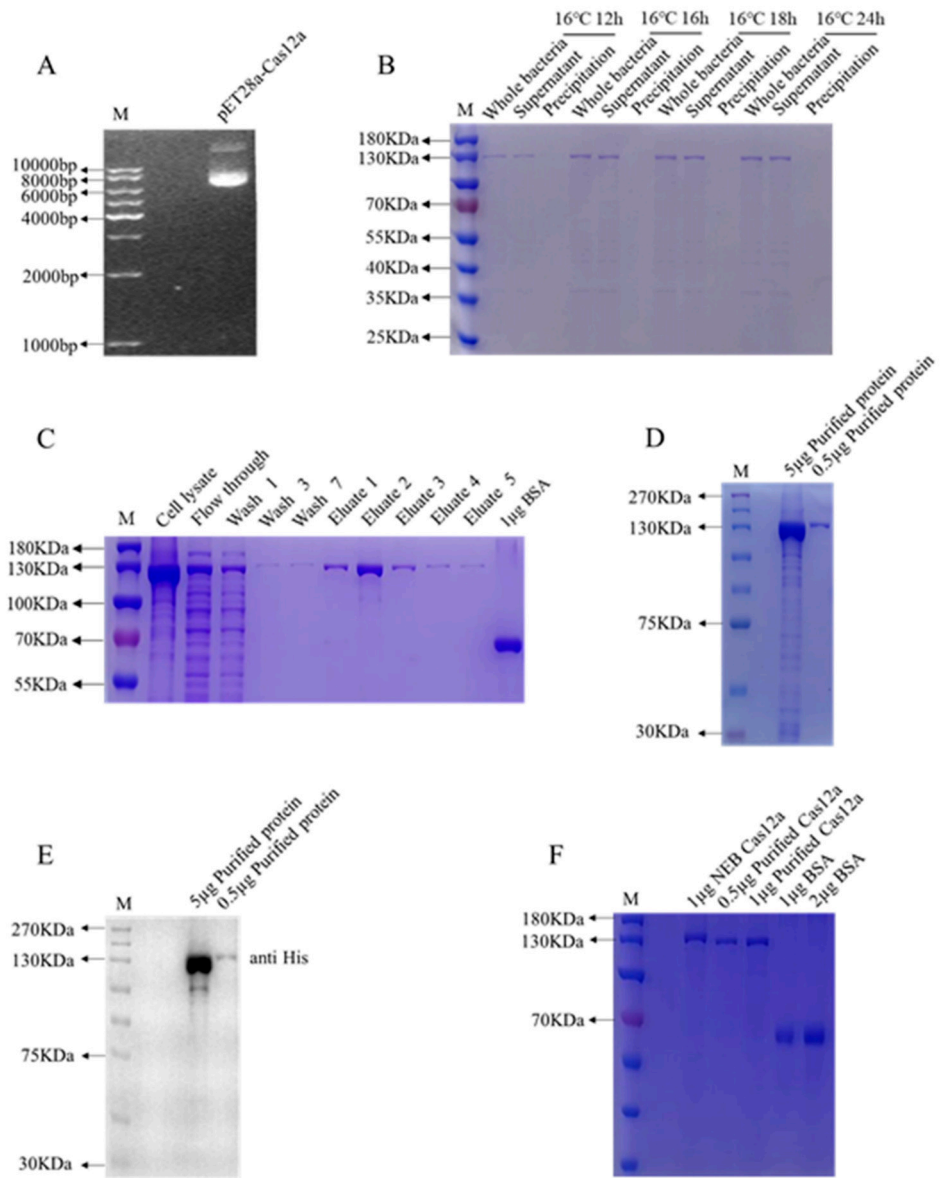 A
M
pET28a-Cas12a
10000bp
8000bp
6000bp
4000bp
2000bp
1000bp
B
16°C 12h
16°C 16h
16°C 18h
16°C 24h
M
Whole bacteria
Supernatant
Precipitation
Whole bacteria
Supernatant
Precipitation
Whole bacteria
Supernatant
Precipitation
Whole bacteria
Supernatant
Precipitation
180KDa
130KDa
70KDa
55KDa
40KDa
35KDa
25KDa
C
M
Cell lysate
Flow through
Wash 1
Wash 3
Wash 7
Eluate 1
Eluate 2
Eluate 3
Eluate 4
Eluate 5
1μg BSA
180KDa
130KDa
100KDa
70KDa
55KDa
D
M
5μg Purified protein
0.5μg Purified protein
270KDa
130KDa
75KDa
30KDa
E
M
5μg Purified protein
0.5μg Purified protein
270KDa
130KDa
anti His
75KDa
30KDa
F
M
1μg NEB Cas12a
0.5μg Purified Cas12a
1μg Purified Cas12a
1μg BSA
2μg BSA
180KDa
130KDa
70KDa